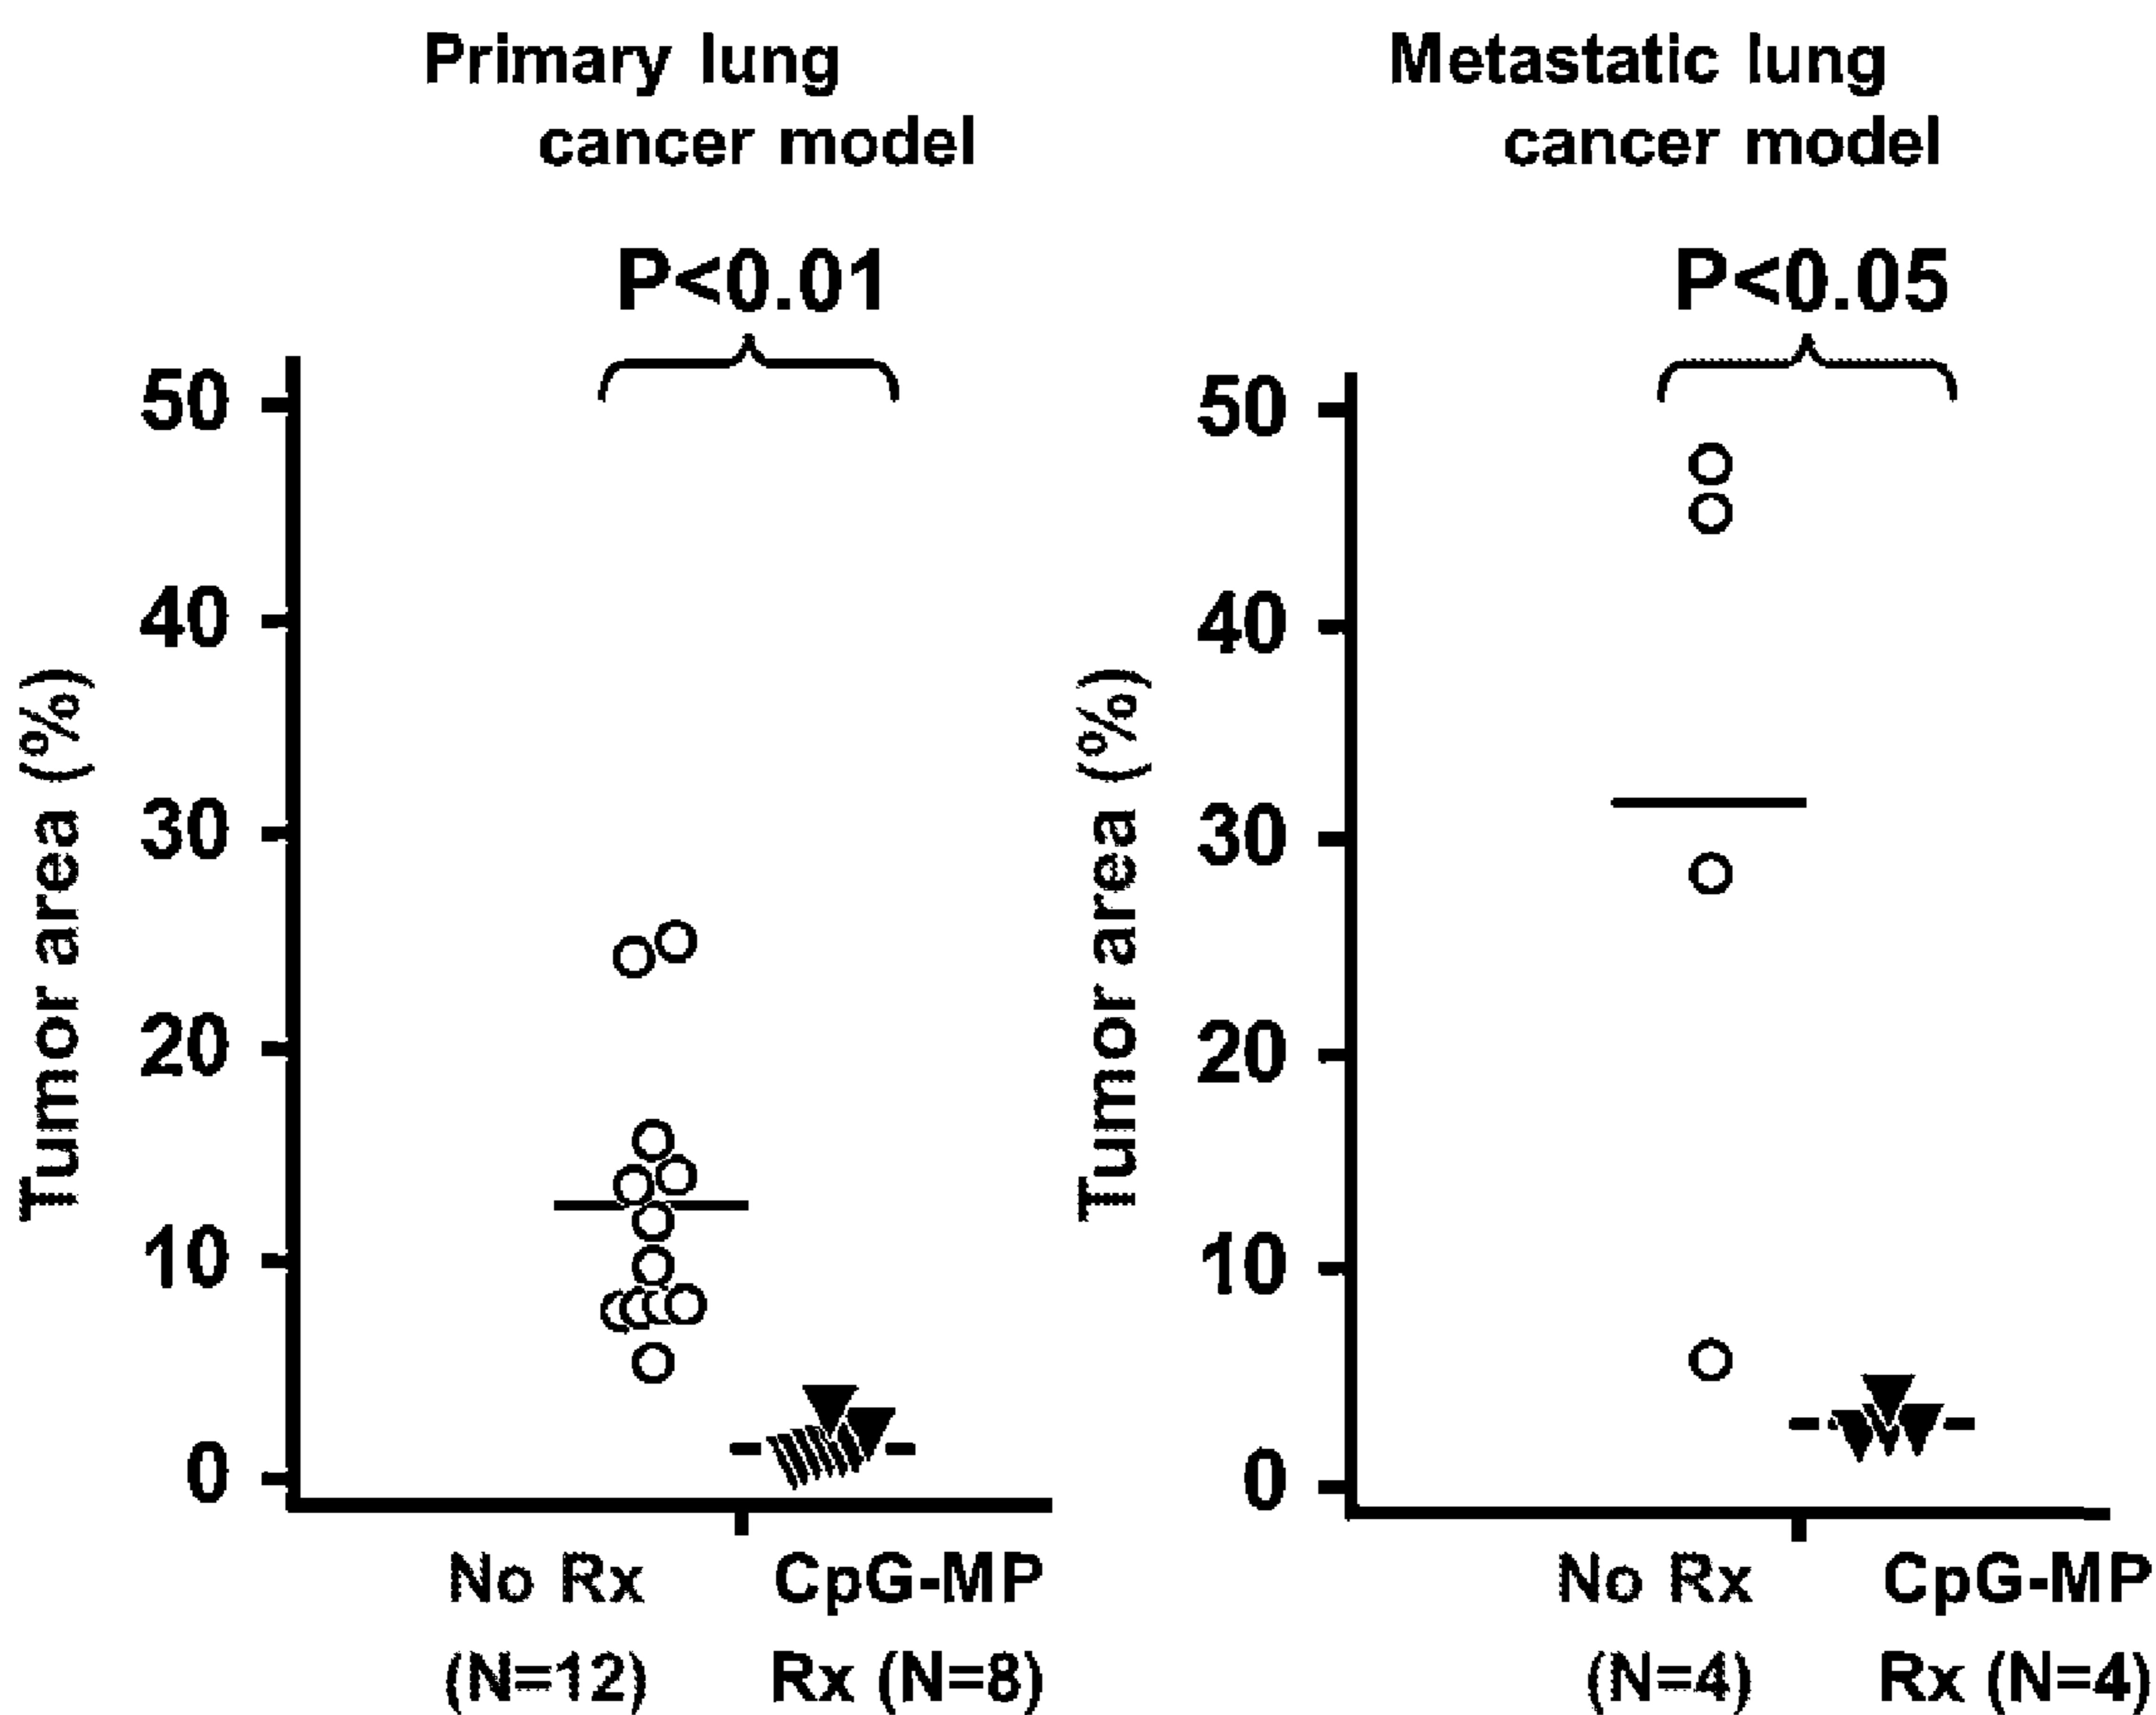 Primary lung
cancer model
P<0.01
50
40
30
20
10
0
Tumor area (%)
No Rx
(N=12)
CpG-MP
Rx (N=8)
Metastatic lung
cancer model
P<0.05
50
40
30
20
10
0
Tumor area (%)
No Rx
(N=4)
CpG-MP
Rx (N=4)